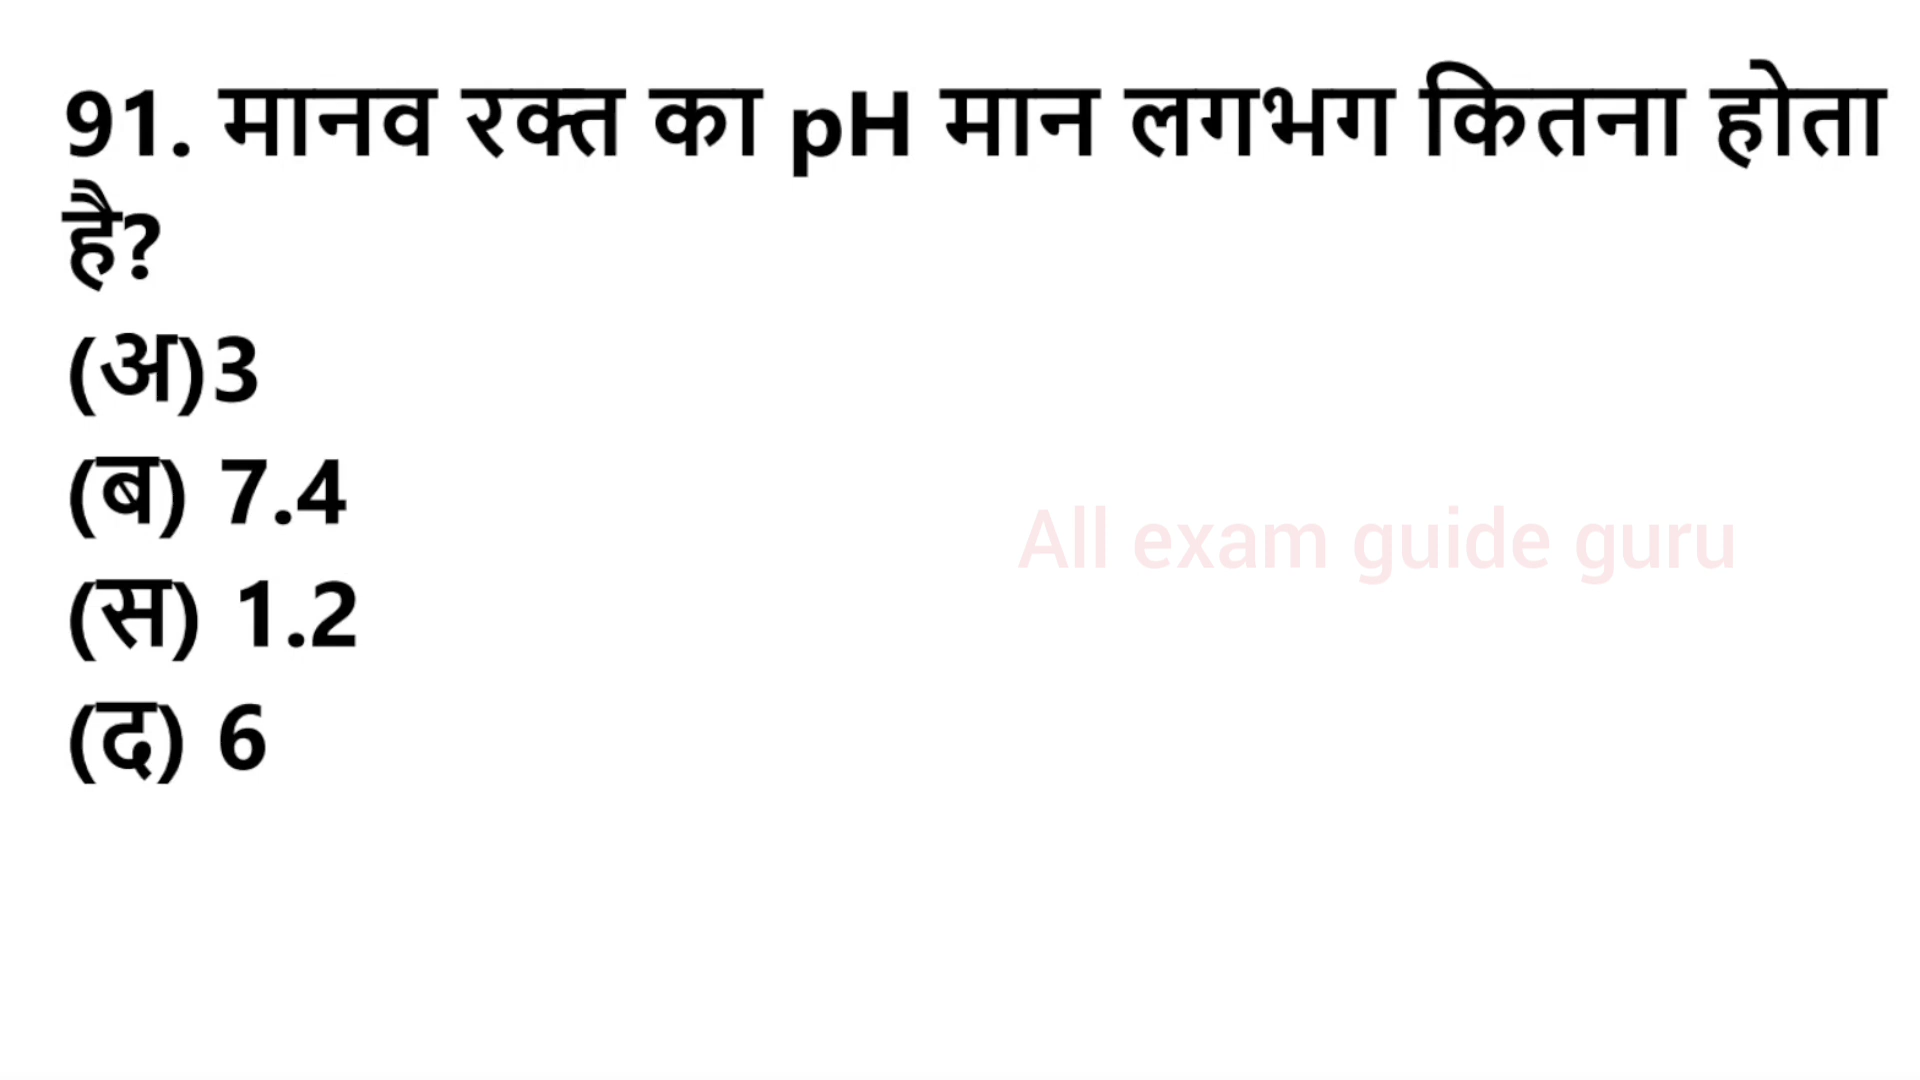 91. मानव रक्त का pH मान लगभग कितना होता
है?
(अ)3
(ब) 7.4
All exam guide guru
(स) 1.2
(द) 6